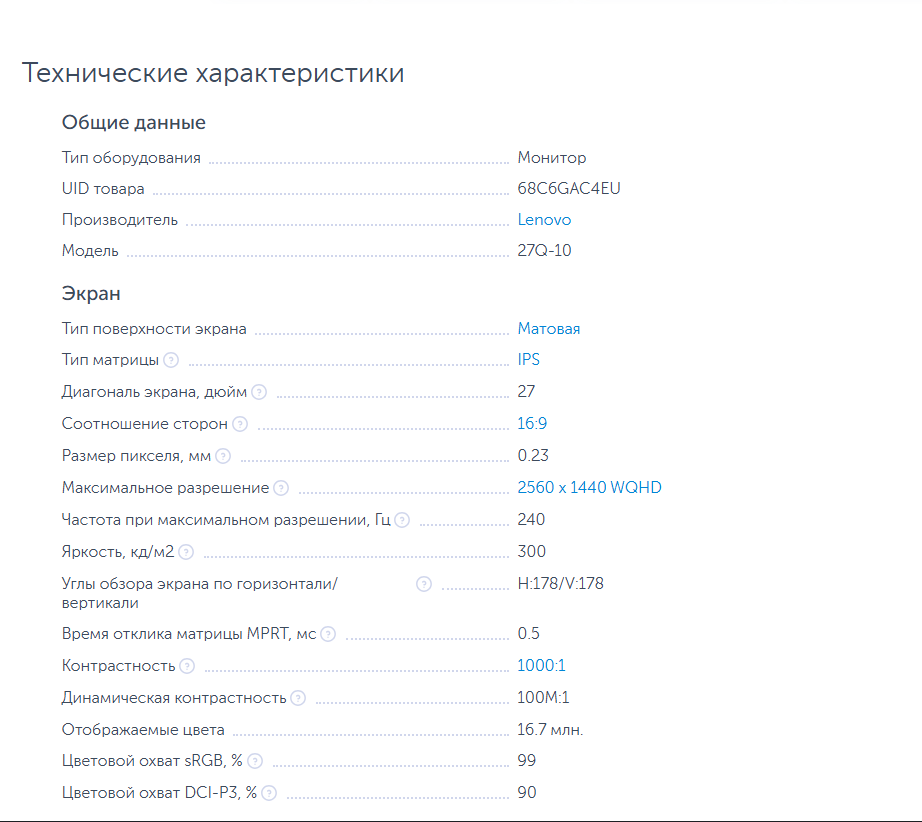 Технические характеристики
Общие данные
Тип оборудования Монитор
UID товара 68C6GAC4EU
Производитель Lenovo
Модель 27Q-10
Экран
Тип поверхности экрана Матовая
Тип матрицы ? IPS
Диагональ экрана, дюйм ? 27
Соотношение сторон ? 16:9
Размер пикселя, мм ? 0.23
Максимальное разрешение ? 2560 x 1440 WQHD
Частота при максимальном разрешении, Гц ? 240
Яркость, кд/м2 ? 300
Углы обзора экрана по горизонтали/ ? H:178/V:178
вертикали
Время отклика матрицы MPRT, мс ? 0.5
Контрастность ? 1000:1
Динамическая контрастность ? 100M:1
Отображаемые цвета 16.7 млн.
Цветовой охват sRGB, % ? 99
Цветовой охват DCI-P3, % ? 90